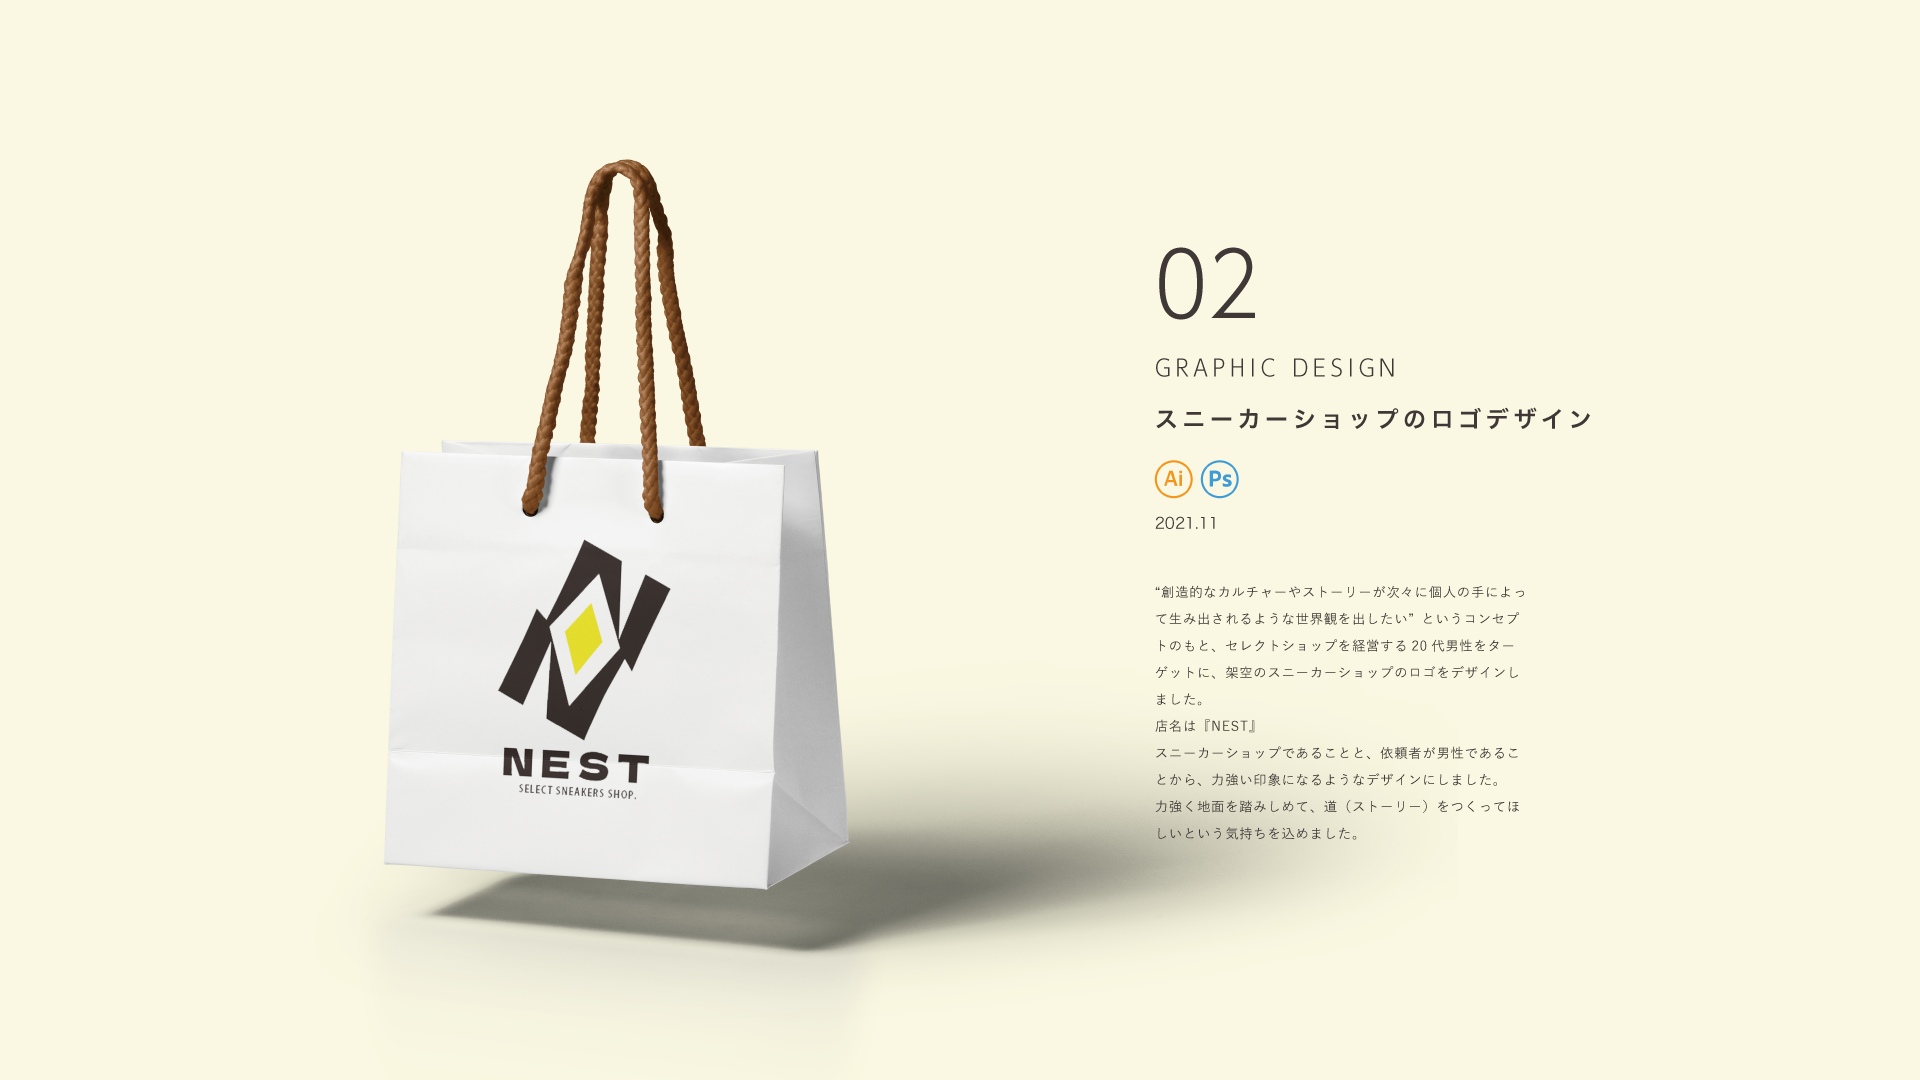 02
GRAPHIC DESIGN
スニーカーショップのロゴデザイン
Ai Ps
2021.11
“創造的なカルチャーやストーリーが次々に個人の手によっ
て生み出されるような世界観を出したい” というコンセプ
トのもと、セレクトショップを経営する 20 代男性をター
ゲットに、架空のスニーカーショップのロゴをデザインし
ました。
店名は『NEST』
スニーカーショップであることと、依頼者が男性であるこ
とから、力強い印象になるようなデザインにしました。
力強く地面を踏みしめて、道（ストーリー）をつくってほ
しいという気持ちを込めました。
NEST
SELECT SNEAKERS SHOP.